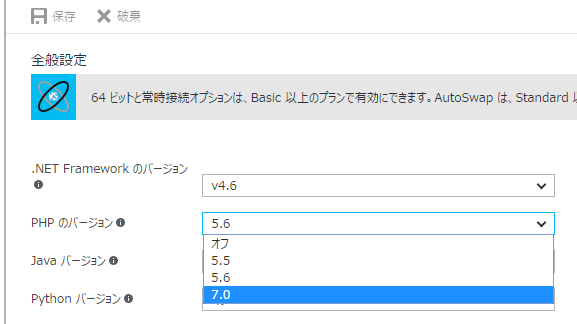 保存 破棄
全般設定
64 ビットと常時接続オプションは、Basic 以上のプランで有効にできます。AutoSwap は、Standard
.NET Framework のバージョン
v4.6
PHP のバージョン
5.6
オフ
5.5
5.6
7.0
Java バージョン
Python バージョン